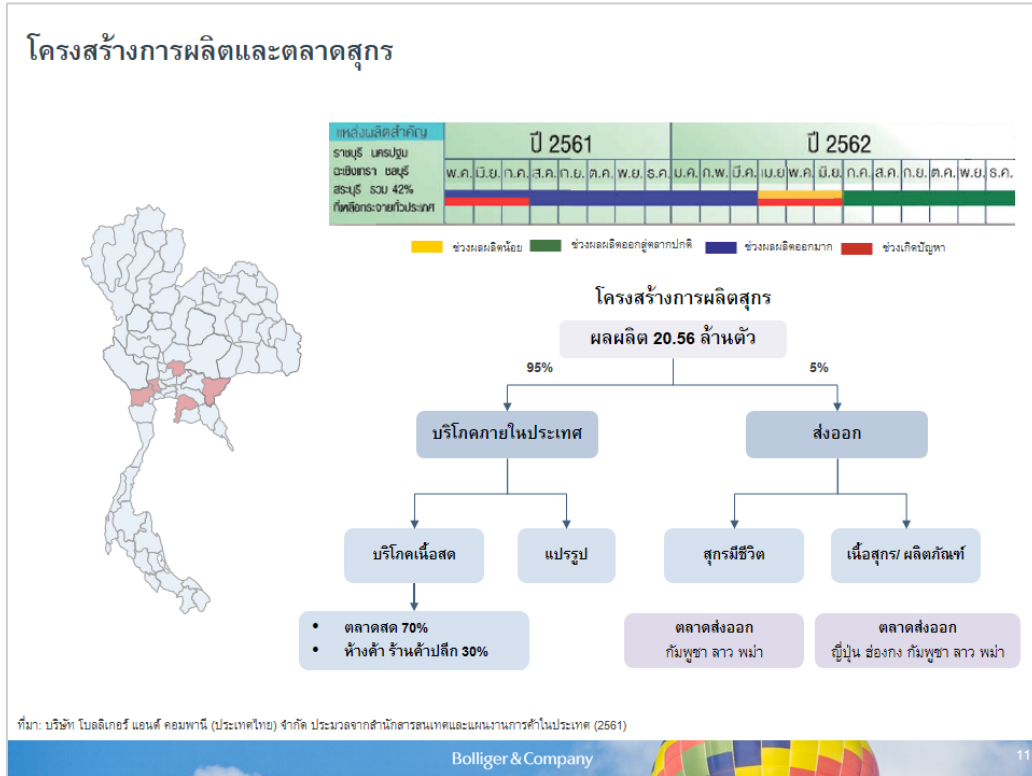 โครงสร้างการผลิตและตลาดสุกร
แหล่งผลิตสำคัญ
ราชบุรี นครปฐม
ฉะเชิงเทรา ชลบุรี
สระบุรี รวม 42%
ที่เหลือกระจายทั่วประเทศ
ปี 2561 ปี 2562
พ.ค. มิ.ย. ก.ค. ส.ค. ก.ย. ต.ค. พ.ย. ธ.ค. ม.ค. ก.พ. มี.ค. เม.ย พ.ค. มิ.ย. ก.ค. ส.ค. ก.ย. ต.ค. พ.ย. ธ.ค.
ช่วงผลผลิตน้อย ช่วงผลผลิตออกสู่ตลาดปกติ ช่วงผลผลิตออกมาก ช่วงเกิดปัญหา
โครงสร้างการผลิตสุกร
ผลผลิต 20.56 ล้านตัว
95% 5%
บริโภคภายในประเทศ ส่งออก
บริโภคเนื้อสด แปรรูป สุกรมีชีวิต เนื้อสุกร/ ผลิตภัณฑ์
• ตลาดสด 70%
• ห้างค้า ร้านค้าปลีก 30%
ตลาดส่งออก ตลาดส่งออก
กัมพูชา ลาว พม่า ญี่ปุ่น ฮ่องกง กัมพูชา ลาว พม่า
ที่มา: บริษัท โบลลิเกอร์ แอนด์ คอมพานี (ประเทศไทย) จำกัด ประมวลจากสำนักสารสนเทศและแผนงานการค้าในประเทศ (2561)
Bolliger & Company 11